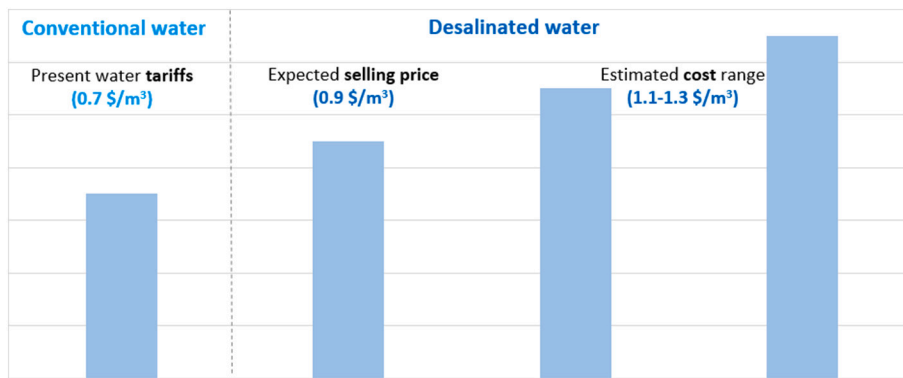 Conventional water
Desalinated water
Present water tariffs
(0.7 $/m³)
Expected selling price
(0.9 $/m³)
Estimated cost range
(1.1-1.3 $/m³)